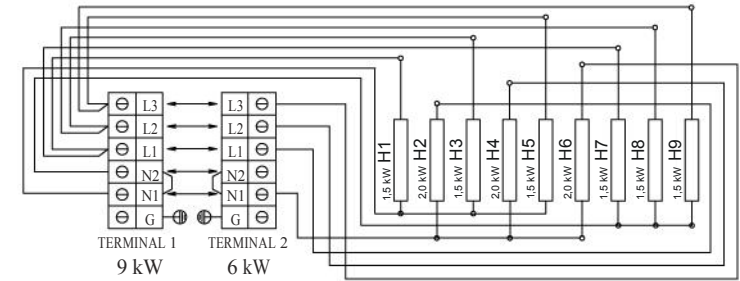 L3 L3
L2 L2
L1 L1
N2 N2
N1 N1
G G
TERMINAL 1 TERMINAL 2
9 kW 6 kW
1,5 kW H1
2,0 kW H2
1,5 kW H3
2,0 kW H4
1,5 kW H5
2,0 kW H6
1,5 kW H7
1,5 kW H8
1,5 kW H9